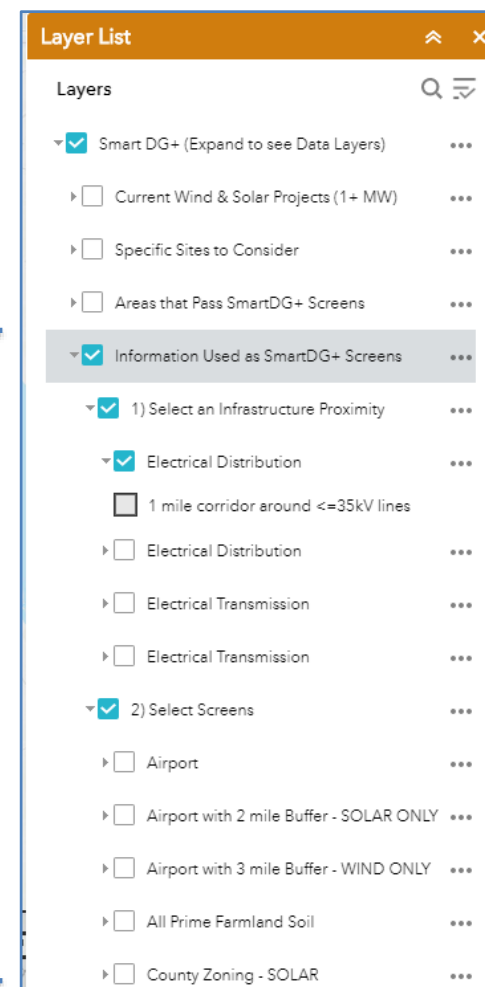 Layer List
Layers
Smart DG+ (Expand to see Data Layers)
Current Wind & Solar Projects (1+ MW)
Specific Sites to Consider
Areas that Pass SmartDG+ Screens
Information Used as SmartDG+ Screens
1) Select an Infrastructure Proximity
Electrical Distribution
1 mile corridor around <=35kV lines
Electrical Distribution
Electrical Transmission
Electrical Transmission
2) Select Screens
Airport
Airport with 2 mile Buffer - SOLAR ONLY
Airport with 3 mile Buffer - WIND ONLY
All Prime Farmland Soil
County Zoning - SOLAR